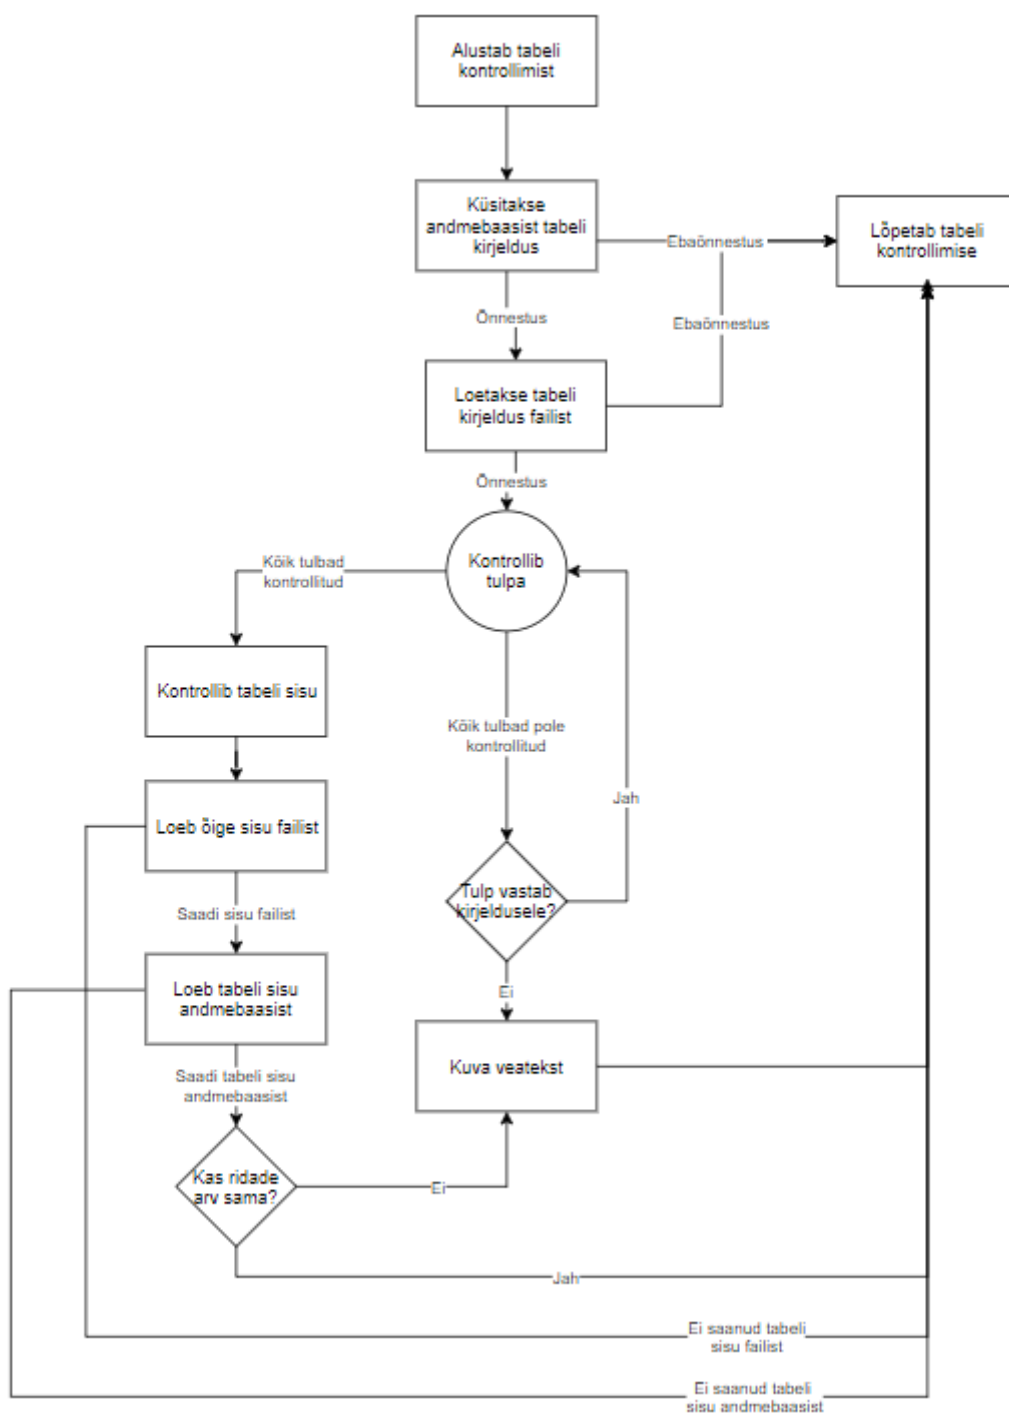 Alustab tabeli
kontrollimist
Küsitakse
andmebaasist tabeli
kirjeldus
Ebaõnnestus
Lõpetab tabeli
kontrollimise
Õnnestus
Ebaõnnestus
Loetakse tabeli
kirjeldus failist
Õnnestus
Kontrollib
tulpa
Kõik tulbad
kontrollitud
Kontrollib tabeli sisu
Kõik tulbad pole
kontrollitud
Jah
Loeb õige sisu failist
Tulp vastab
kirjeldusele?
Saadi sisu failist
Loeb tabeli sisu
andmebaasist
Ei
Kuva veatekst
Saadi tabeli sisu
andmebaasist
Kas ridade
arv sama?
Ei
Jah
Ei saanud tabeli
sisu failist
Ei saanud tabeli
sisu andmebaasist